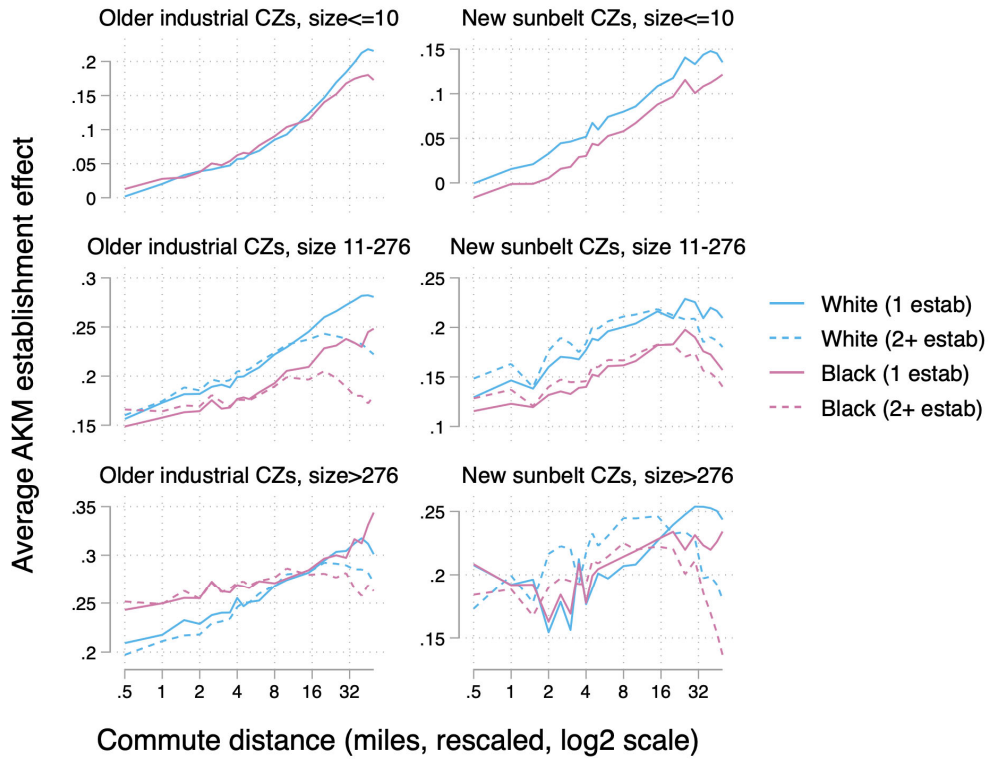 Average AKM establishment effect
Older industrial CZs, size<=10
.2
.15
.1
.05
0
New sunbelt CZs, size<=10
.15
.1
.05
0
Older industrial CZs, size 11-276
.3
.25
.2
.15
New sunbelt CZs, size 11-276
.25
.2
.15
.1
Older industrial CZs, size>276
.35
.3
.25
.2
.5 1 2 4 8 16 32
New sunbelt CZs, size>276
.25
.2
.15
.5 1 2 4 8 16 32
Commute distance (miles, rescaled, log2 scale)
White (1 estab)
White (2+ estab)
Black (1 estab)
Black (2+ estab)